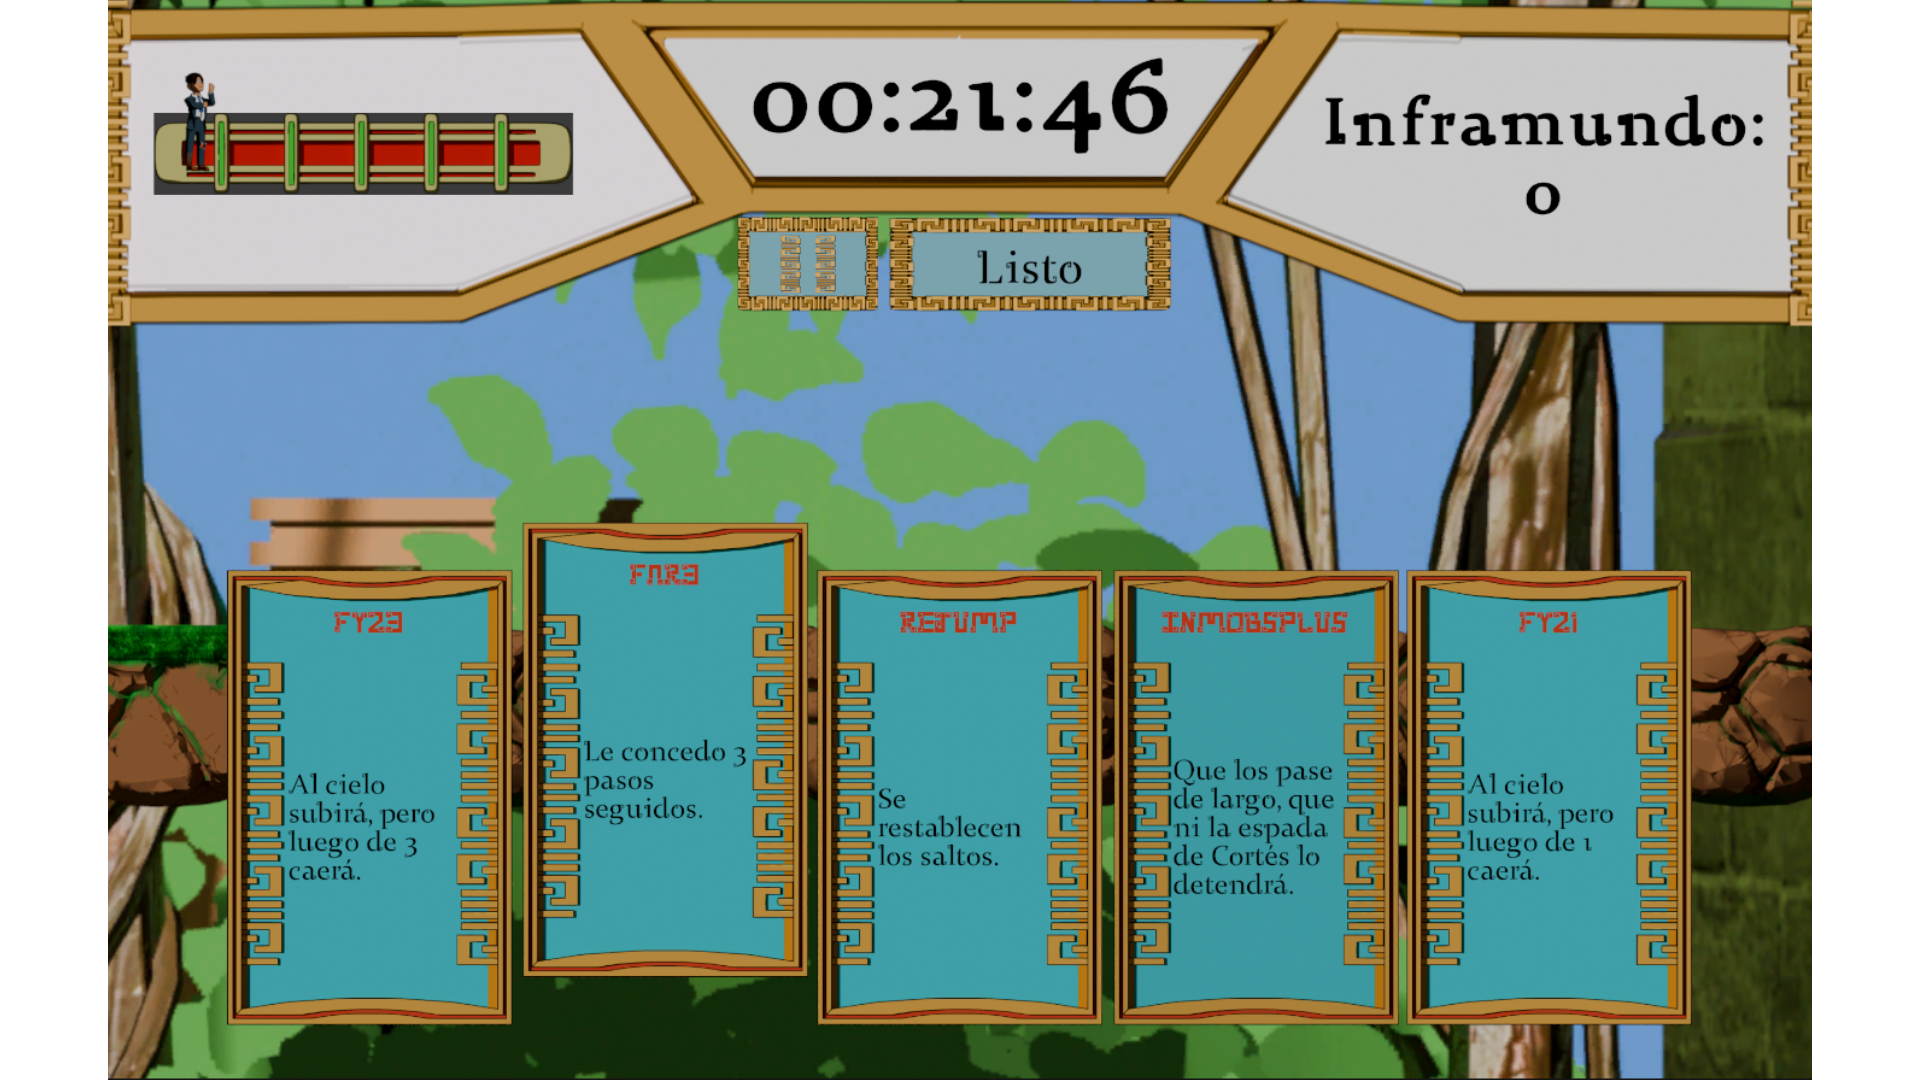 00:21:46
Inframundo:
0
Listo
FY23
Al cielo
subirá, pero
luego de 3
caerá.
FAR3
Le concedo 3
pasos
seguidos.
REJUMP
Se
restablecen
los saltos.
INMOBSPLUS
Que los pase
de largo, que
ni la espada
de Cortés lo
detendrá.
FY21
Al cielo
subirá, pero
luego de 1
caerá.